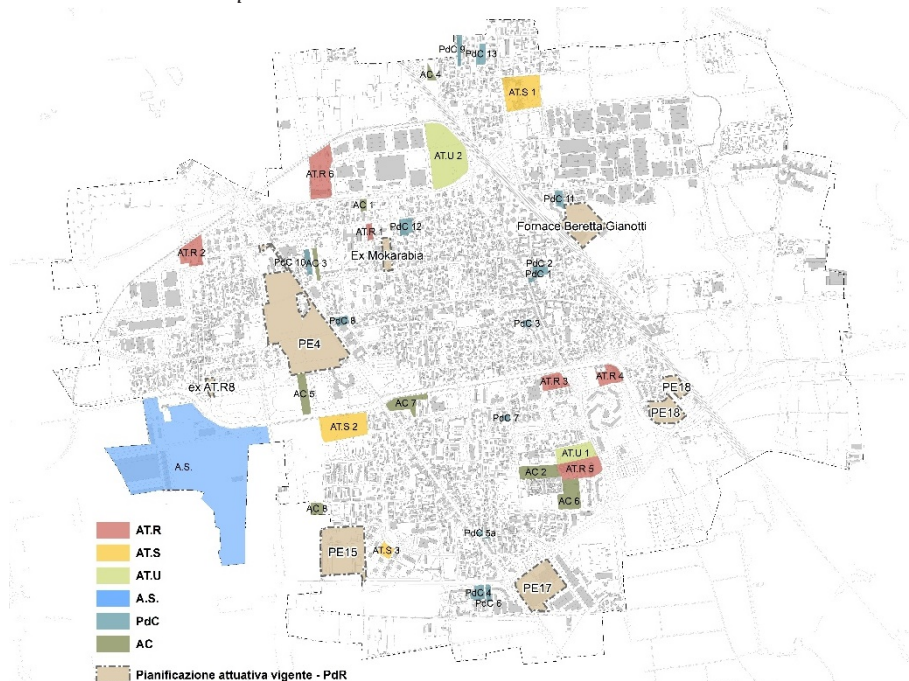 PdC 9
PdC 13
AC 4
AT.S 1
AT.U 2
AT.R 6
PdC 11
AC 1
Fornace Beretta Gianotti
PdC 12
AT.R 1
AT.R 2
Ex Mokarabia
PdC 10
AC 3
PdC 2
PdC 1
PdC 8
PdC 3
PE4
AT.R 3
AT.R 4
ex AT.R8
AC 5
PE18
AC 7
PE18
PdC 7
AT.S 2
AT.U 1
A.S.
AC 2
AT.R 5
AC 6
AC 8
PdC 5a
PE15
AT.S 3
PE17
PdC 4
PdC 6
AT.R
AT.S
AT.U
A.S.
PdC
AC
Pianificazione attuativa vigente - PdR